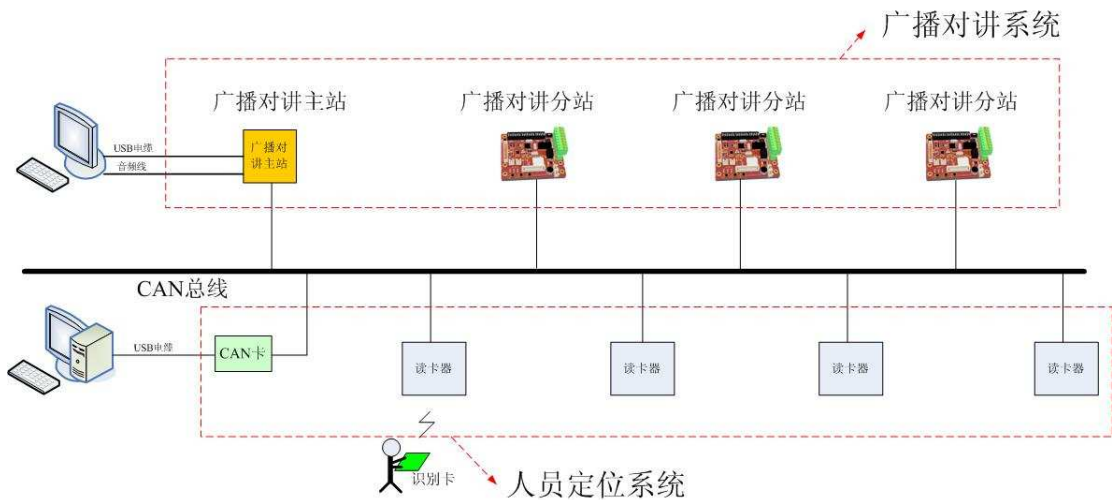 广播对讲系统
广播对讲主站
广播对讲分站
广播对讲分站
广播对讲分站
USB电缆
音频线
广播对
讲主站
CAN总线
USB电缆
CAN卡
读卡器
读卡器
读卡器
读卡器
识别卡
人员定位系统